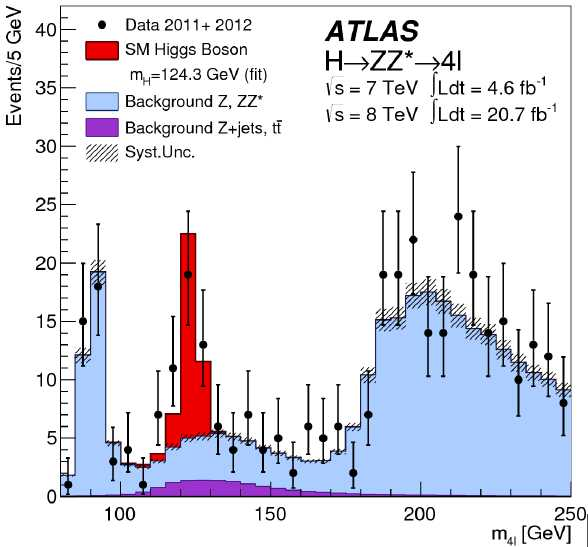 Events/5 GeV
40
35
30
25
20
15
10
5
0
Data 2011+ 2012
SM Higgs Boson
m_H=124.3 GeV (fit)
Background Z, ZZ*
Background Z+jets, tt̄
Syst.Unc.
ATLAS
H→ZZ*→4l
√s = 7 TeV ∫Ldt = 4.6 fb⁻¹
√s = 8 TeV ∫Ldt = 20.7 fb⁻¹
100 150 200 250
m_4l [GeV]